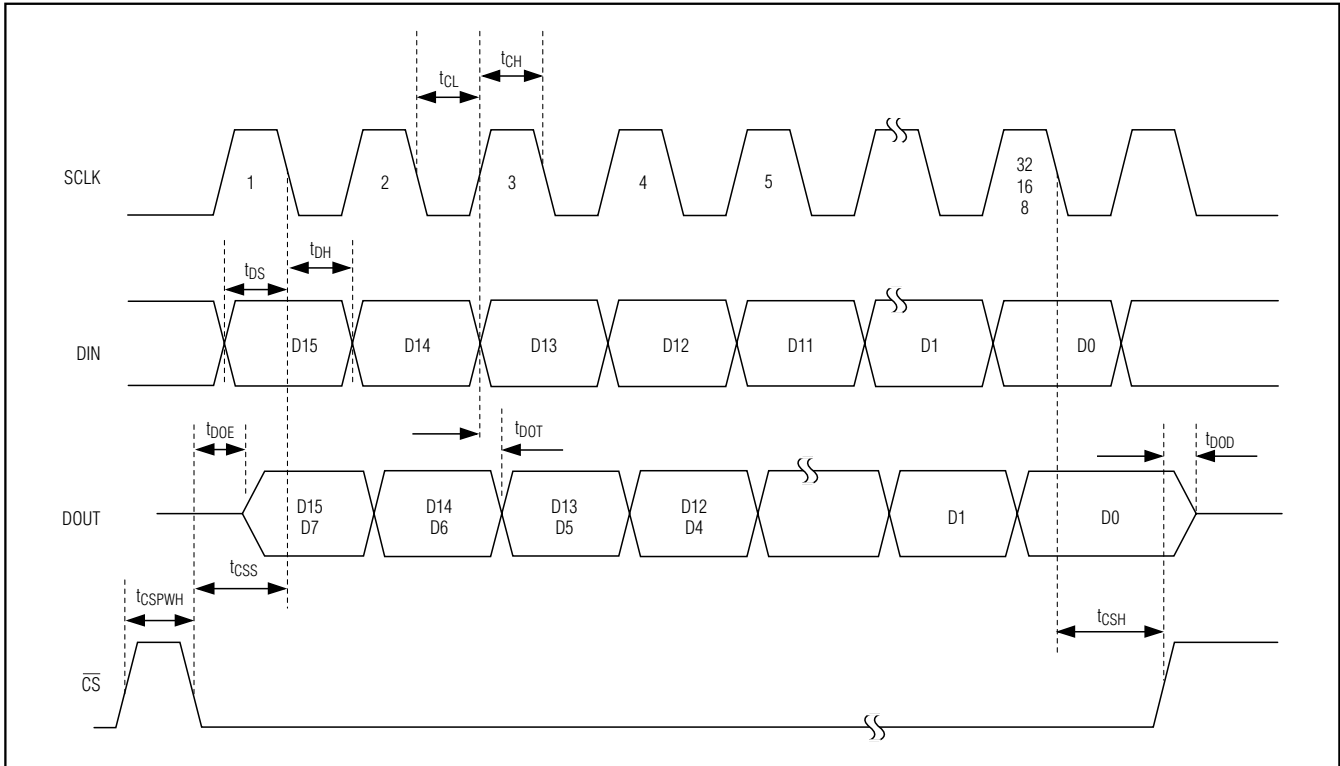 tCL
tCH
SCLK
1
2
3
4
5
32
16
8
tDS
tDH
DIN
D15
D14
D13
D12
D11
D1
D0
tDOE
tDOT
tDOD
DOUT
D15
D7
D14
D6
D13
D5
D12
D4
D1
D0
tCSS
tCSPWH
tCSH
CS